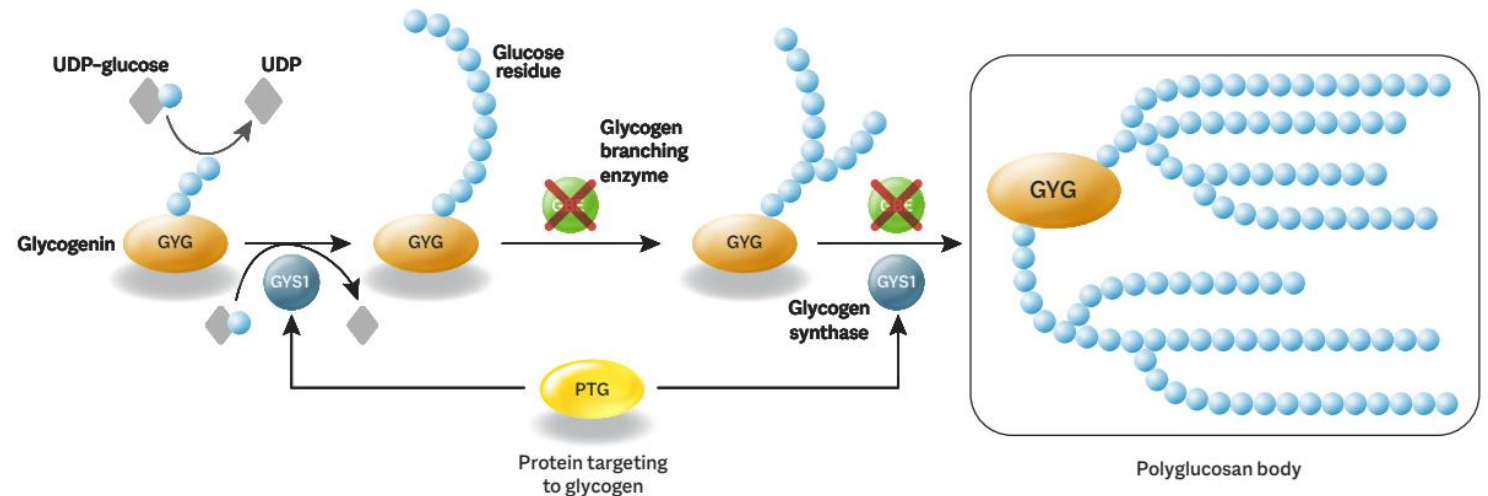 UDP-glucose
UDP
Glucose
residue
Glycogen
branching
enzyme
Glycogenin
GYG
GYG
GYG
GYG
GYS1
GYS1
Glycogen
synthase
PTG
Protein targeting
to glycogen
Polyglucosan body